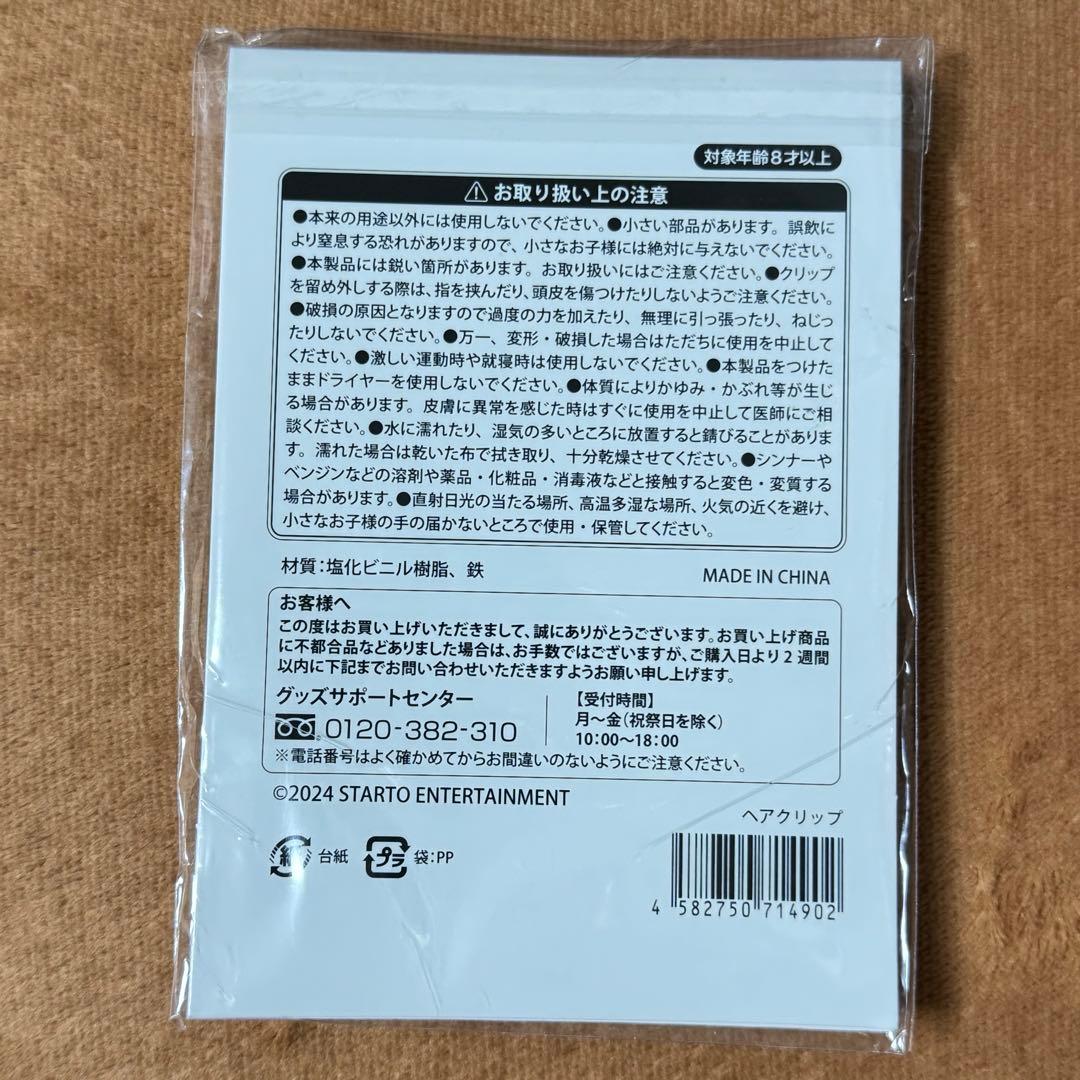 対象年齢8才以上
⚠お取り扱い上の注意
●本来の用途以外には使用しないでください。●小さい部品があります。誤飲に
より窒息する恐れがありますので、小さなお子様には絶対に与えないでください。
●本製品には鋭い箇所があります。お取り扱いにはご注意ください。●クリップ
を留め外しする際は、指を挟んだり、頭皮を傷つけたりしないようご注意ください。
●破損の原因となりますので過度の力を加えたり、無理に引っ張ったり、ねじっ
たりしないでください。●万一、変形・破損した場合はただちに使用を中止して
ください。●激しい運動時や就寝時は使用しないでください。●本製品をつけた
ままドライヤーを使用しないでください。●体質によりかゆみ・かぶれ等が生じ
る場合があります。皮膚に異常を感じた時はすぐに使用を中止して医師にご相
談ください。●水に濡れたり、湿気の多いところに放置すると錆びることがありま
す。濡れた場合は乾いた布で拭き取り、十分乾燥させてください。●シンナーや
ベンジンなどの溶剤や薬品・化粧品・消毒液などと接触すると変色・変質する
場合があります。●直射日光の当たる場所、高温多湿な場所、火気の近くを避け、
小さなお子様の手の届かないところで使用・保管してください。
材質：塩化ビニル樹脂、鉄
MADE IN CHINA
お客様へ
この度はお買い上げいただきまして、誠にありがとうございます。お買い上げ商品
に不都合品などありました場合は、お手数ではございますが、ご購入日より2週間
以内に下記までお問い合わせいただきますようお願い申し上げます。
グッズサポートセンター
0120-382-310
【受付時間】
月〜金（祝祭日を除く）
10：00〜18：00
※電話番号はよく確かめてからお間違いのないようにご注意ください。
©2024 STARTO ENTERTAINMENT
ヘアクリップ
紙 台紙
プラ 袋：PP
4 582750 714902